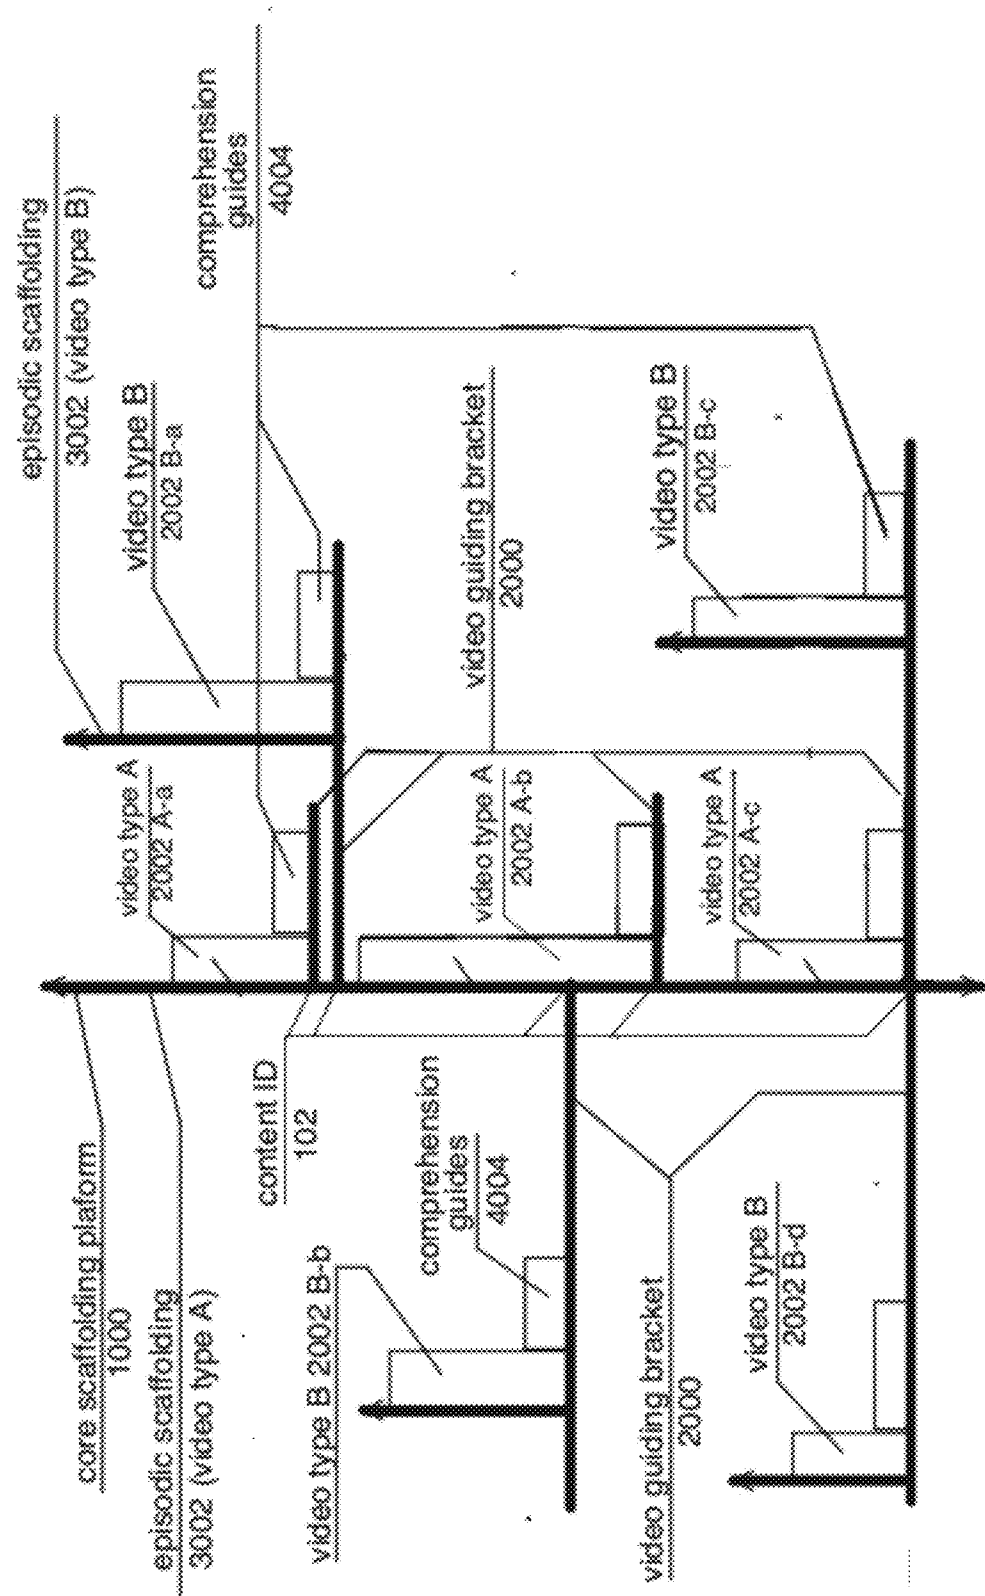 episodic scaffolding
3002 (video type B)
comprehension
guides
4004
video type B
2002 B-a
video type A
2002 A-a
core scaffolding plaform
1000
episodic scaffolding
3002 (video type A)
content ID
102
video guiding bracket
2000
video type A
2002 A-b
video type B
2002 B-c
video type A
2002 A-c
comprehension
guides
4004
video type B 2002 B-b
video guiding bracket
2000
video type B
2002 B-d